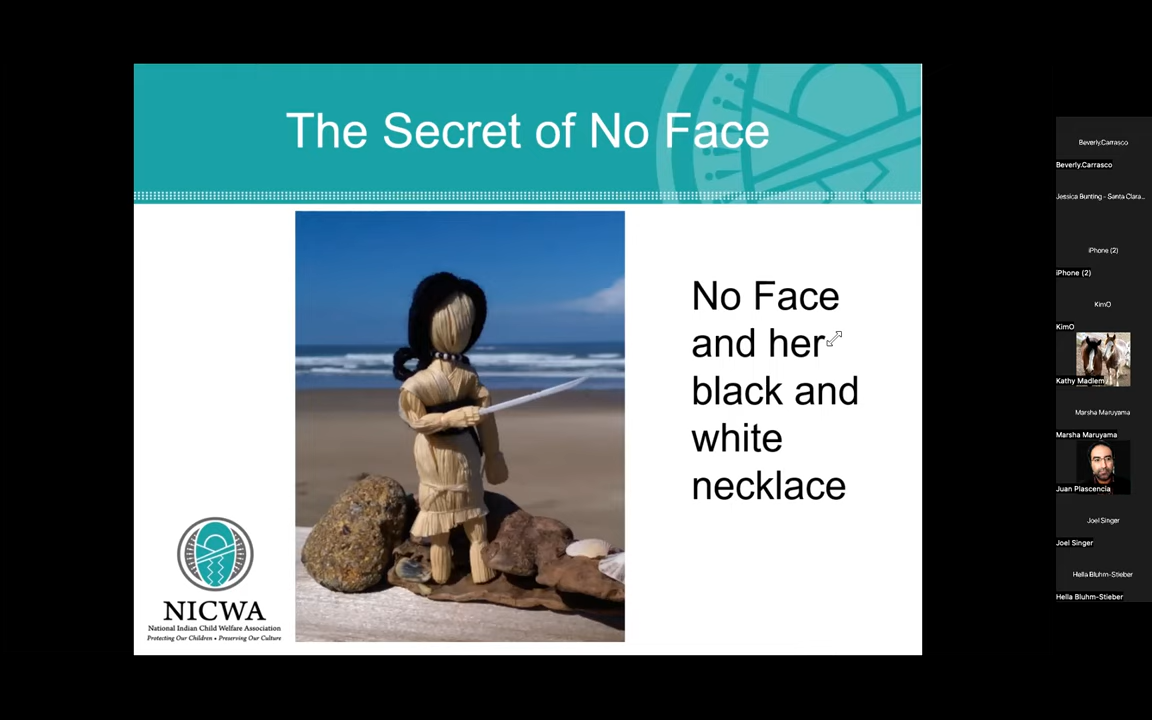 The Secret of No Face
No Face
and her
black and
white
necklace
NICWA
National Indian Child Welfare Association
Protecting Our Children • Preserving Our Culture
Beverly.Carrasco
Beverly.Carrasco
Jessica Bunting - Santa Clara...
iPhone (2)
iPhone (2)
KimO
KimO
Kathy Madlem
Marsha Maruyama
Marsha Maruyama
Juan Plascencia
Joel Singer
Joel Singer
Hella Bluhm-Stieber
Hella Bluhm-Stieber